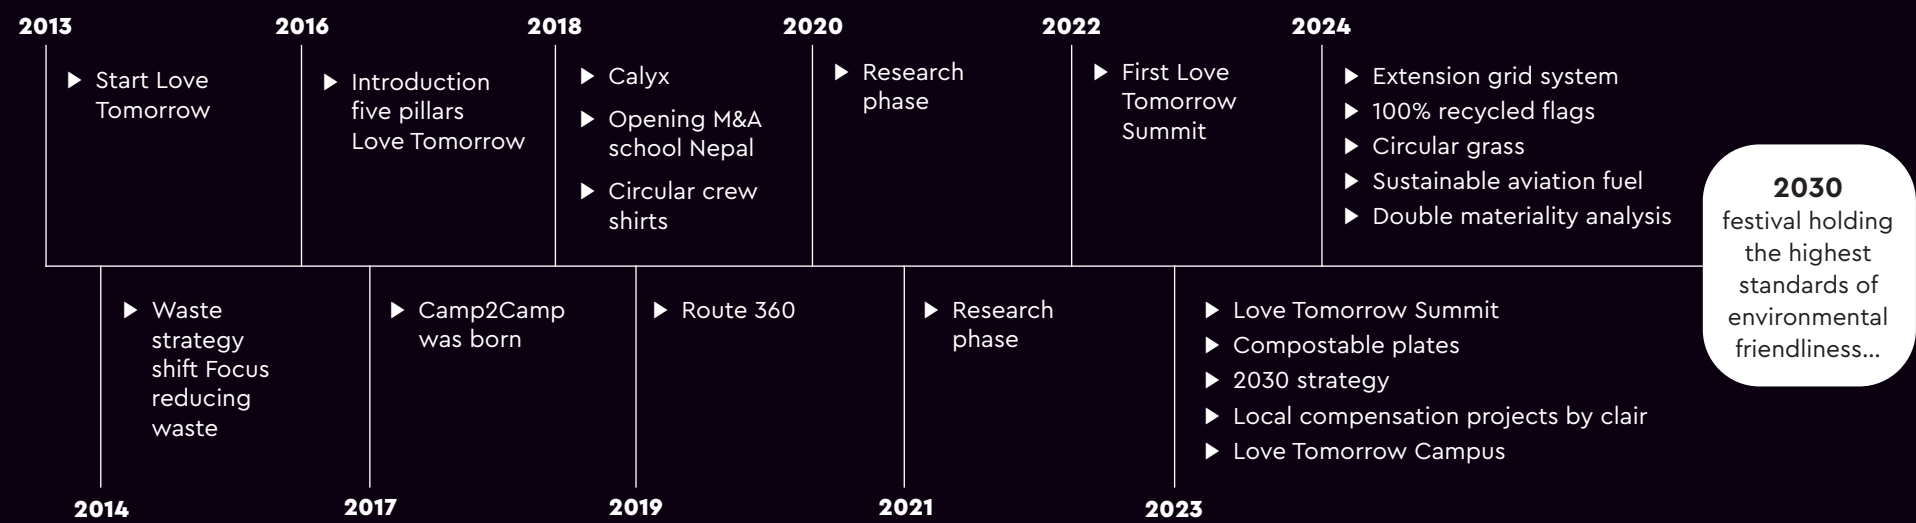 2013
Start Love
Tomorrow
2016
Introduction
five pillars
Love Tomorrow
2018
Calyx
Opening M&A
school Nepal
Circular crew
shirts
2020
Research
phase
2022
First Love
Tomorrow
Summit
2024
Extension grid system
100% recycled flags
Circular grass
Sustainable aviation fuel
Double materiality analysis
2030
festival holding
the highest
standards of
environmental
friendliness...
Waste
strategy
shift Focus
reducing
waste
2014
Camp2Camp
was born
2017
Route 360
2019
Research
phase
2021
Love Tomorrow Summit
Compostable plates
2030 strategy
Local compensation projects by clair
Love Tomorrow Campus
2023